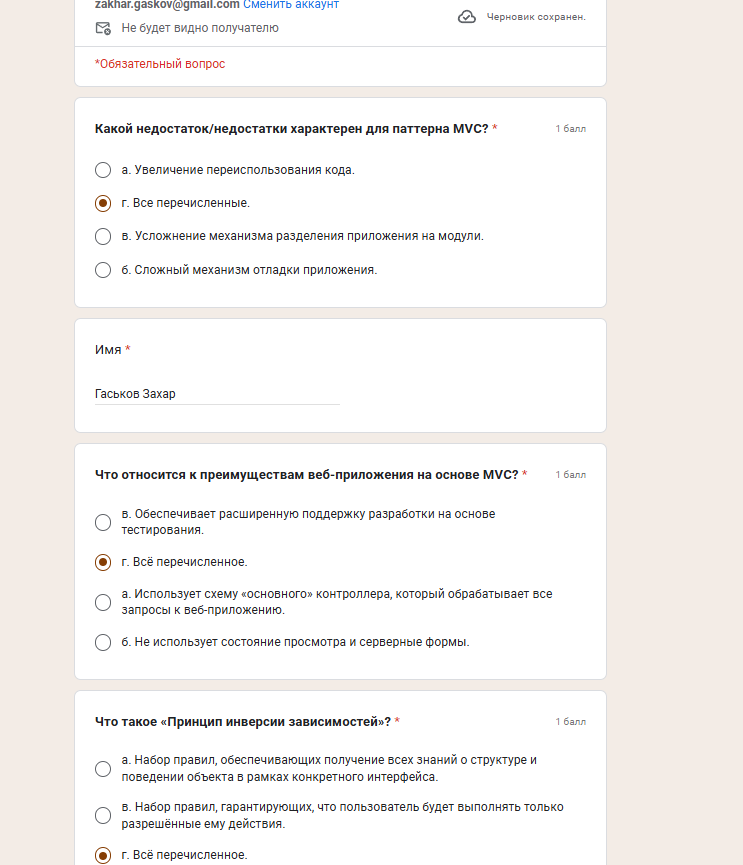 zakhar.gaskov@gmail.com Сменить аккаунт
Черновик сохранен.
Не будет видно получателю
*Обязательный вопрос
Какой недостаток/недостатки характерен для паттерна MVC? *
1 балл
а. Увеличение переиспользования кода.
г. Все перечисленные.
в. Усложнение механизма разделения приложения на модули.
б. Сложный механизм отладки приложения.
Имя *
Гаськов Захар
Что относится к преимуществам веб-приложения на основе MVC? *
1 балл
в. Обеспечивает расширенную поддержку разработки на основе
тестирования.
г. Всё перечисленное.
а. Использует схему «основного» контроллера, который обрабатывает все
запросы к веб-приложению.
б. Не использует состояние просмотра и серверные формы.
Что такое «Принцип инверсии зависимостей»? *
1 балл
а. Набор правил, обеспечивающих получение всех знаний о структуре и
поведении объекта в рамках конкретного интерфейса.
в. Набор правил, гарантирующих, что пользователь будет выполнять только
разрешённые ему действия.
г. Всё перечисленное.